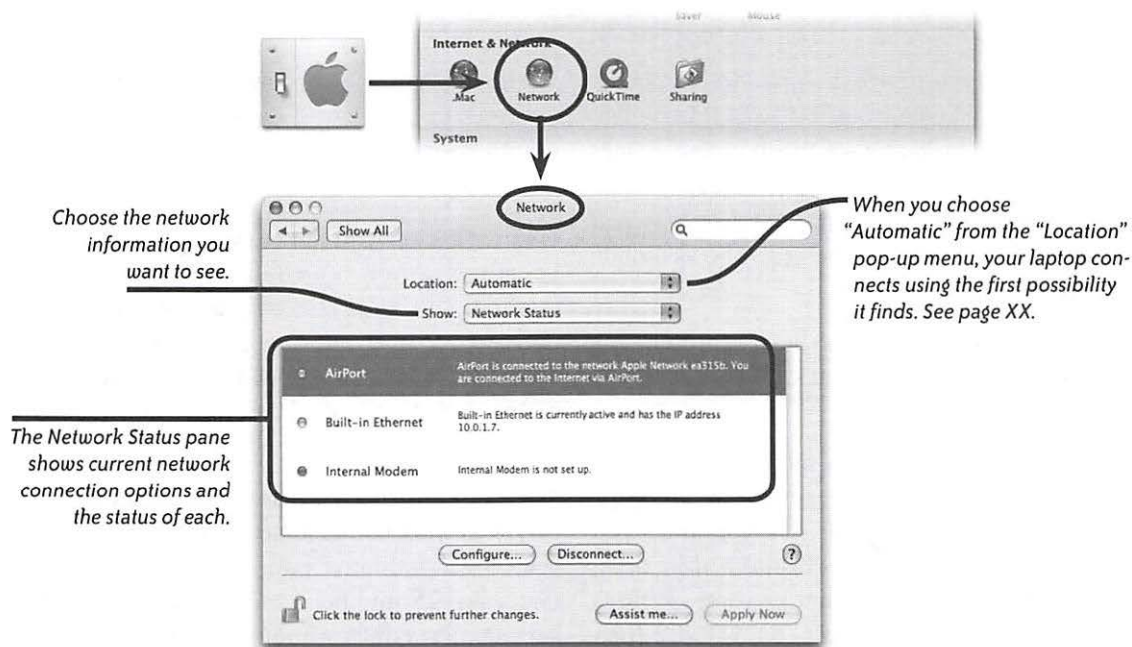 Saver Mouse
Internet & Network
.Mac Network QuickTime Sharing
System
Choose the network
information you
want to see.
Network
Show All
Location: Automatic
Show: Network Status
When you choose
"Automatic" from the "Location"
pop-up menu, your laptop con-
nects using the first possibility
it finds. See page XX.
AirPort
AirPort is connected to the network Apple Network ea315b. You
are connected to the Internet via AirPort.
Built-in Ethernet
Built-in Ethernet is currently active and has the IP address
10.0.1.7.
Internal Modem
Internal Modem is not set up.
The Network Status pane
shows current network
connection options and
the status of each.
Configure... Disconnect... ?
Click the lock to prevent further changes.
Assist me... Apply Now